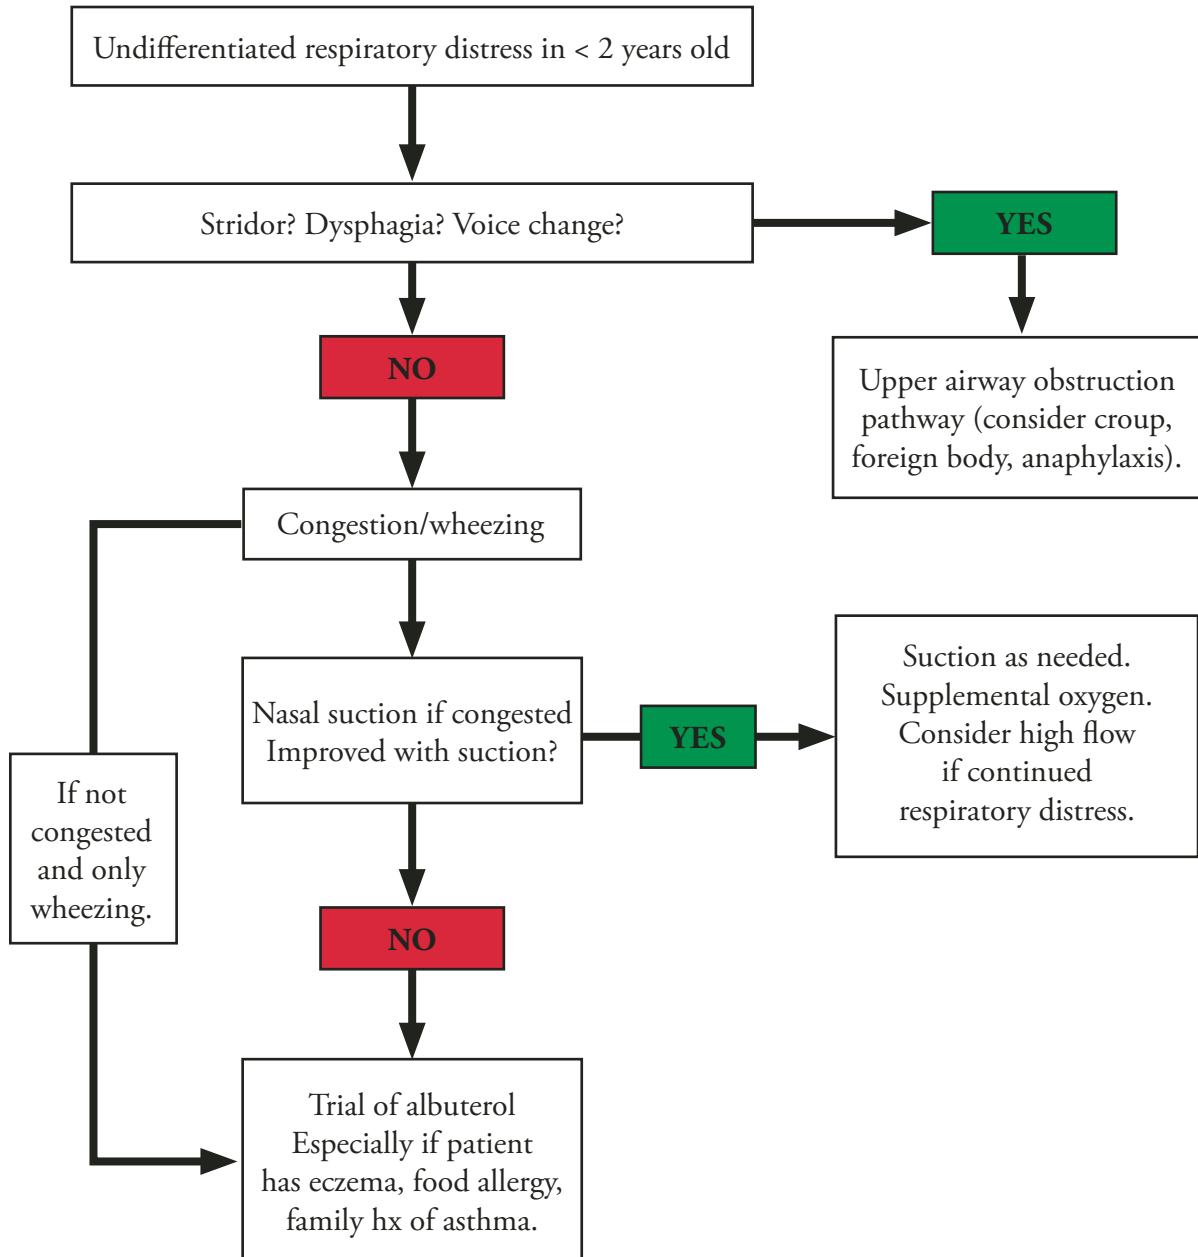 Undifferentiated respiratory distress in < 2 years old
Stridor? Dysphagia? Voice change?
YES
NO
Upper airway obstruction
pathway (consider croup,
foreign body, anaphylaxis).
Congestion/wheezing
Nasal suction if congested
Improved with suction?
YES
Suction as needed.
Supplemental oxygen.
Consider high flow
if continued
respiratory distress.
If not
congested
and only
wheezing.
NO
Trial of albuterol
Especially if patient
has eczema, food allergy,
family hx of asthma.